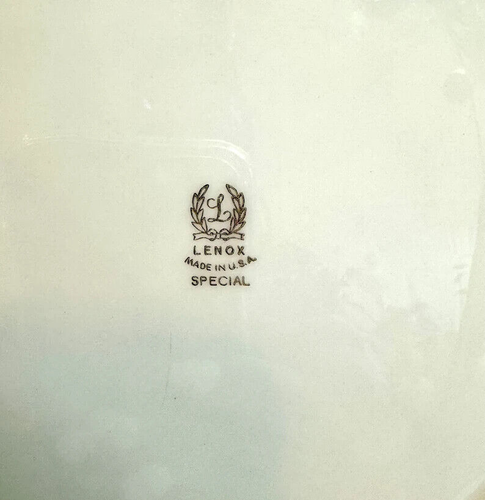 L
LENOX
MADE IN U.S.A.
SPECIAL